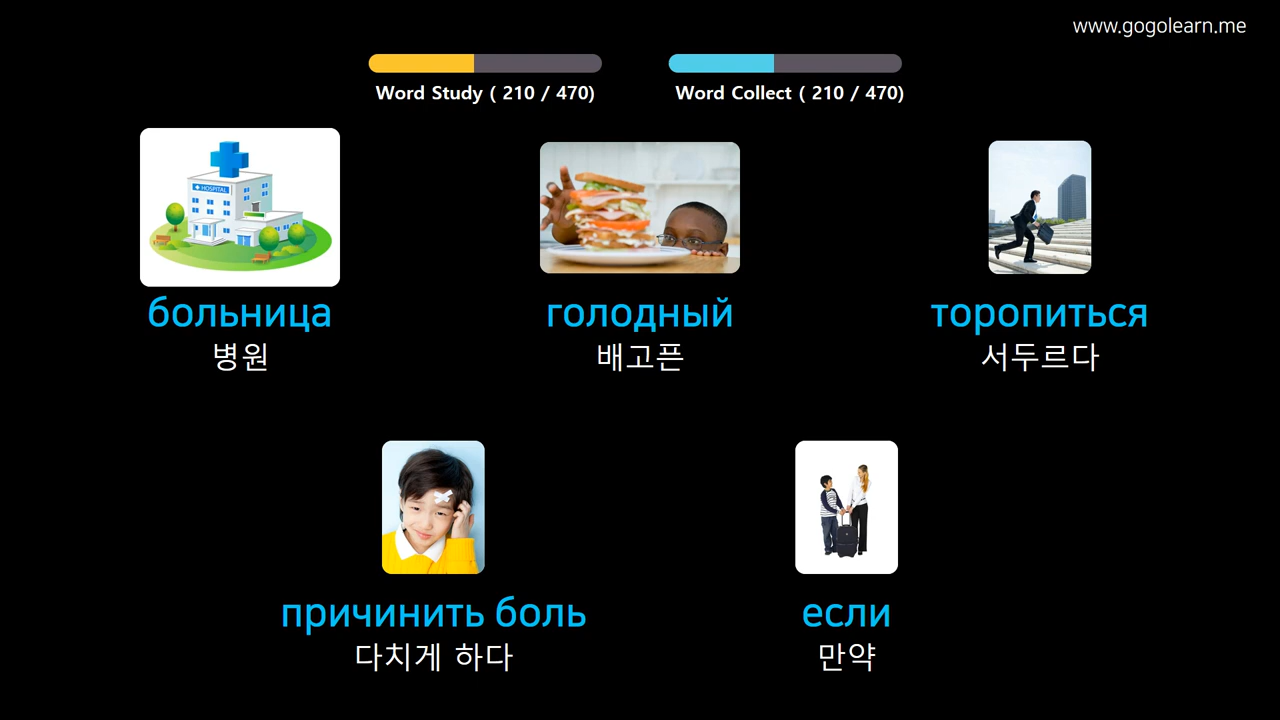 www.gogolearn.me
Word Study ( 210 / 470)
Word Collect ( 210 / 470)
HOSPITAL
больница
병원
голодный
배고픈
торопиться
서두르다
причинить боль
다치게 하다
если
만약